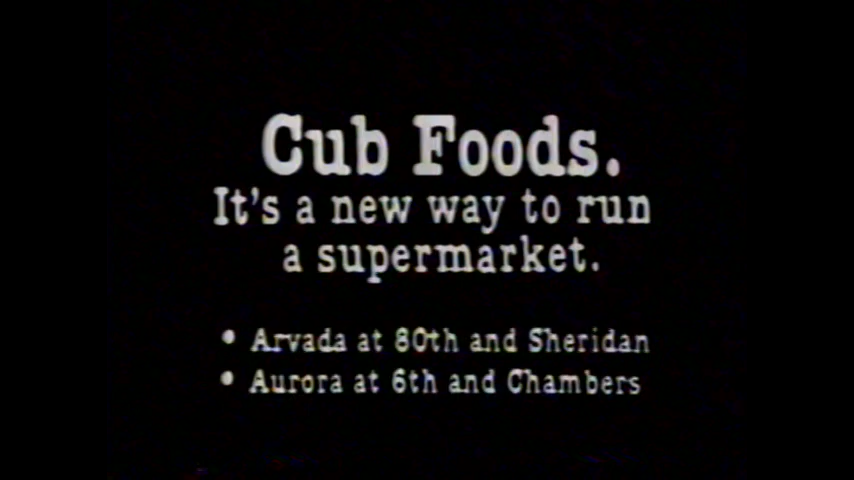 Cub Foods.
It's a new way to run
a supermarket.
• Arvada at 80th and Sheridan
• Aurora at 6th and Chambers